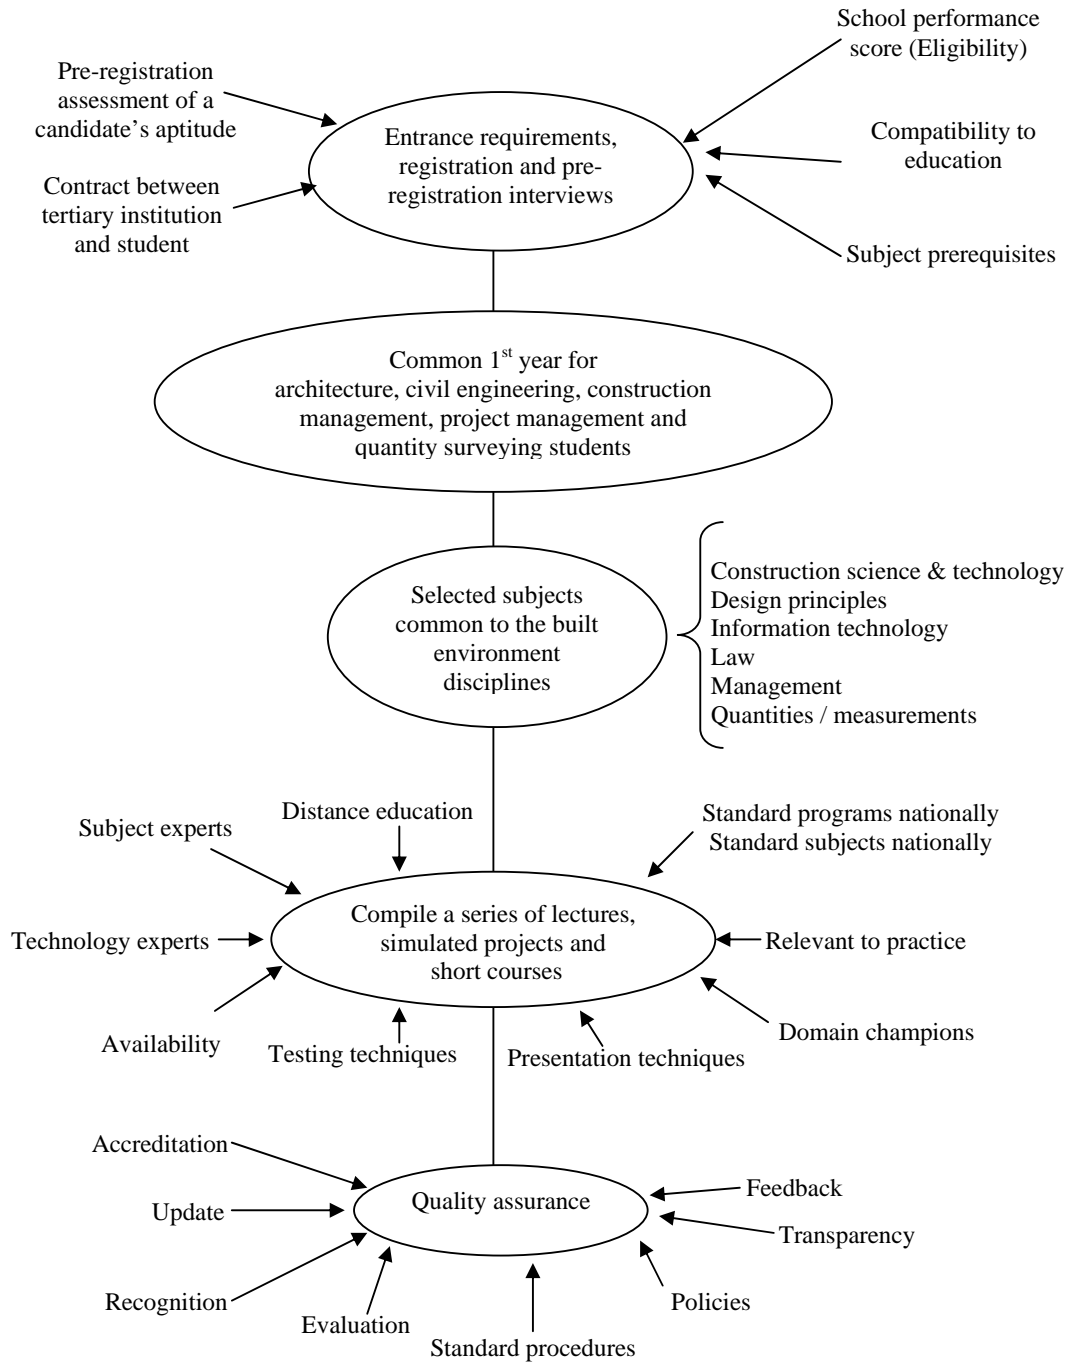 School performance
score (Eligibility)
Pre-registration
assessment of a
candidate's aptitude
Entrance requirements,
registration and pre-
registration interviews
Compatibility to
education
Contract between
tertiary institution
and student
Subject prerequisites
Common 1st year for
architecture, civil engineering, construction
management, project management and
quantity surveying students
Selected subjects
common to the built
environment
disciplines
Construction science & technology
Design principles
Information technology
Law
Management
Quantities / measurements
Subject experts
Distance education
Standard programs nationally
Standard subjects nationally
Compile a series of lectures,
simulated projects and
short courses
Technology experts
Relevant to practice
Availability
Testing techniques
Presentation techniques
Domain champions
Accreditation
Quality assurance
Feedback
Update
Transparency
Recognition
Evaluation
Standard procedures
Policies